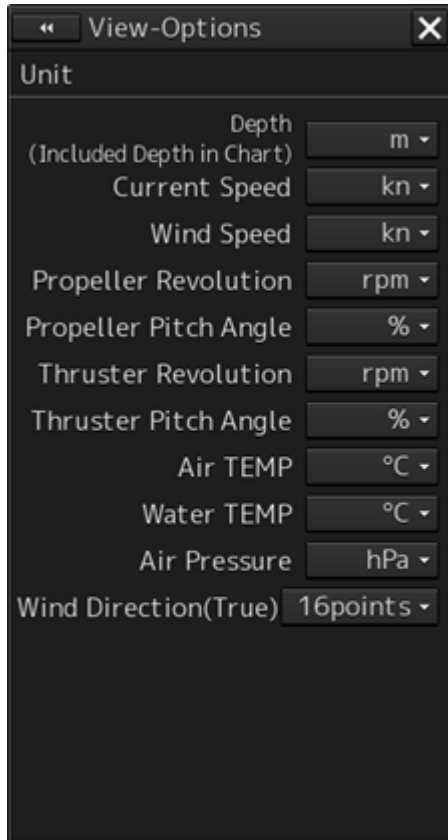 View-Options
Unit
Depth
(Included Depth in Chart) m
Current Speed kn
Wind Speed kn
Propeller Revolution rpm
Propeller Pitch Angle %
Thruster Revolution rpm
Thruster Pitch Angle %
Air TEMP °C
Water TEMP °C
Air Pressure hPa
Wind Direction(True) 16points